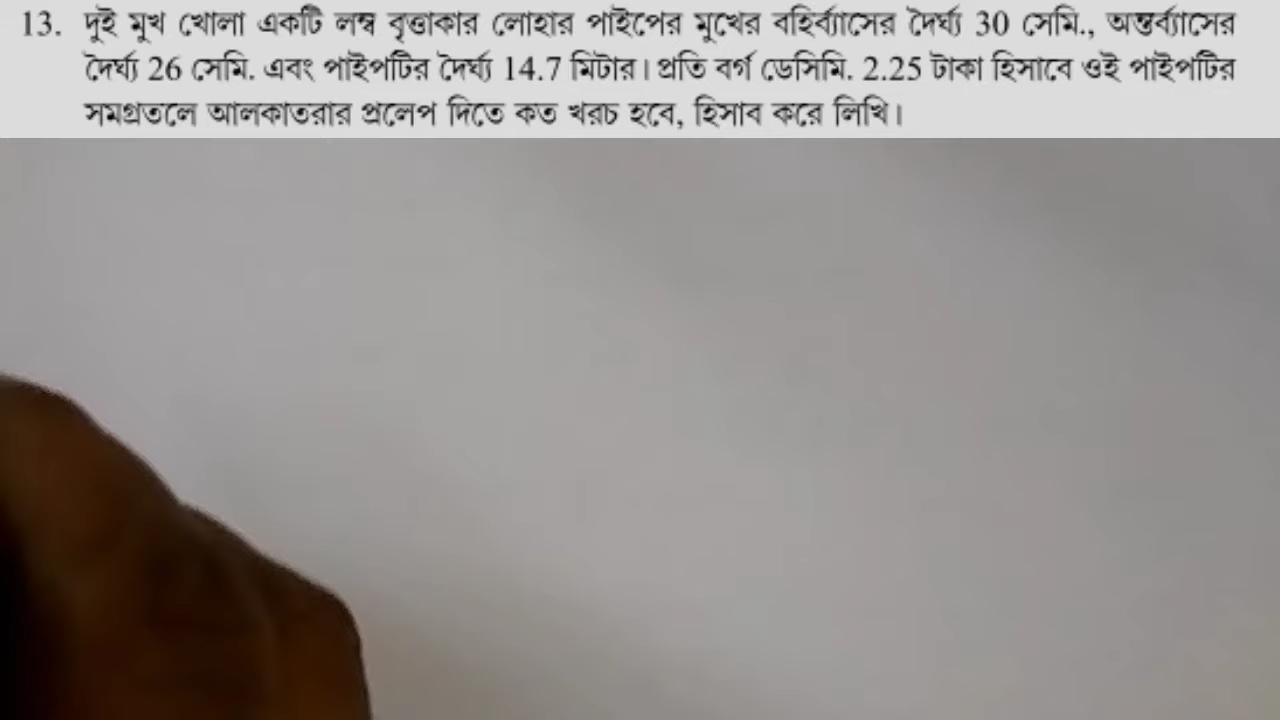 13. দুই মুখ খোলা একটি লম্ব বৃত্তাকার লোহার পাইপের মুখের বহির্ব্যাসের দৈর্ঘ্য 30 সেমি., অন্তর্ব্যাসের
দৈর্ঘ্য 26 সেমি. এবং পাইপটির দৈর্ঘ্য 14.7 মিটার। প্রতি বর্গ ডেসিমি. 2.25 টাকা হিসাবে ওই পাইপটির
সমগ্রতলে আলকাতরার প্রলেপ দিতে কত খরচ হবে, হিসাব করে লিখি।